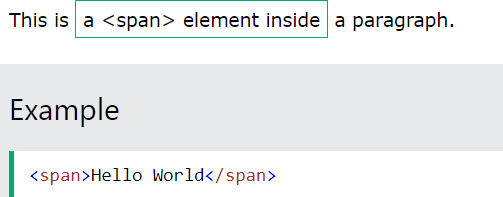 This is a <span> element inside a paragraph.
Example
<span>Hello World</span>